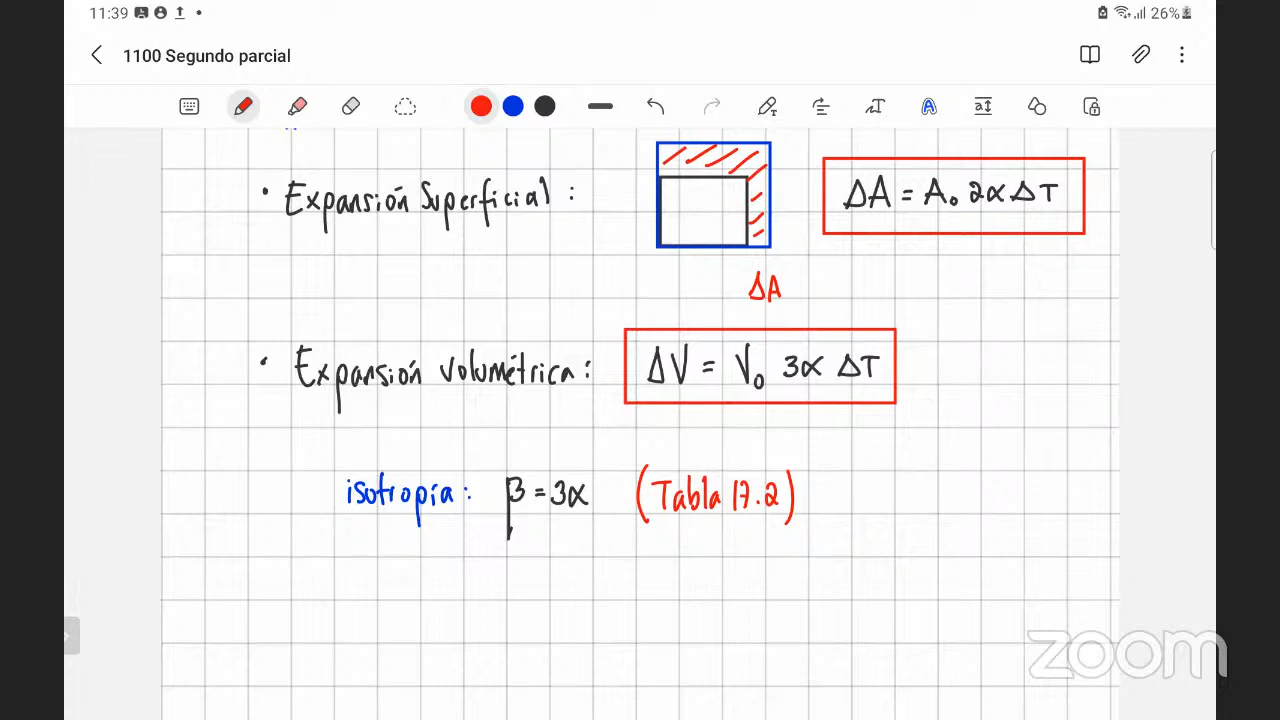 11:39
26%
1100 Segundo parcial
• Expansión Superficial :
ΔA = A₀ 2α ΔT
ΔA
• Expansión volumétrica :
ΔV = V₀ 3α ΔT
isotropía :
β = 3α
(Tabla 17.2)
zoom